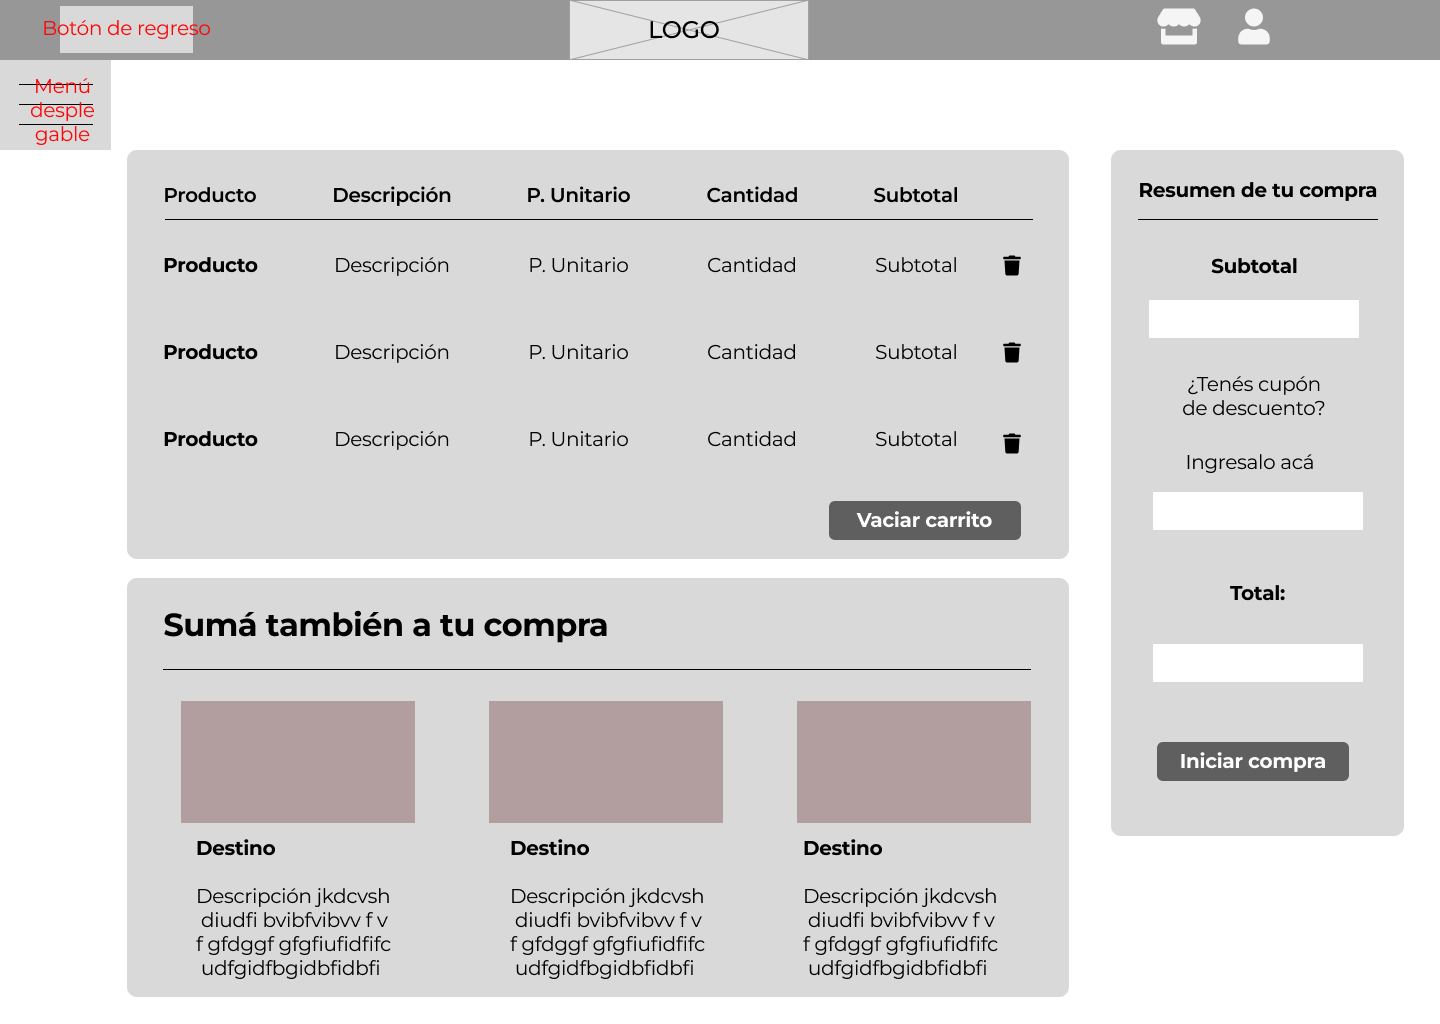 Botón de regreso
LOGO
Menú
desple
gable
Producto Descripción P. Unitario Cantidad Subtotal
Producto Descripción P. Unitario Cantidad Subtotal
Producto Descripción P. Unitario Cantidad Subtotal
Producto Descripción P. Unitario Cantidad Subtotal
Vaciar carrito
Resumen de tu compra
Subtotal
¿Tenés cupón
de descuento?
Ingresalo acá
Total:
Iniciar compra
Sumá también a tu compra
Destino
Descripción jkdcvsh
diudfi bvibfvibvv f v
f gfdggf gfgfiufidfifc
udfgidfbgidbfidbfi
Destino
Descripción jkdcvsh
diudfi bvibfvibvv f v
f gfdggf gfgfiufidfifc
udfgidfbgidbfidbfi
Destino
Descripción jkdcvsh
diudfi bvibfvibvv f v
f gfdggf gfgfiufidfifc
udfgidfbgidbfidbfi